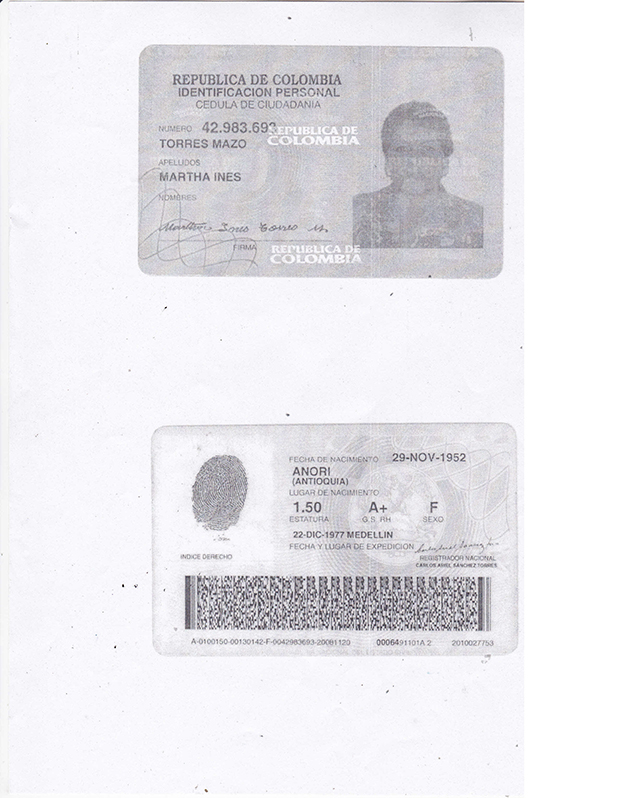 REPUBLICA DE COLOMBIA
IDENTIFICACION PERSONAL
CEDULA DE CIUDADANIA
NUMERO 42.983.693
REPUBLICA DE
COLOMBIA
TORRES MAZO
APELLIDOS
MARTHA INES
NOMBRES
Martha Ines Torres M
FIRMA
REPUBLICA DE
COLOMBIA
FECHA DE NACIMIENTO 29-NOV-1952
ANORI
(ANTIOQUIA)
LUGAR DE NACIMIENTO
1.50 A+ F
ESTATURA G.S. RH SEXO
22-DIC-1977 MEDELLIN
FECHA Y LUGAR DE EXPEDICION
INDICE DERECHO
REGISTRADOR NACIONAL
CARLOS ARIEL SANCHEZ TORRES
A-0100150-00130142-F-0042983693-20081120 0006491101A 2 2010027753